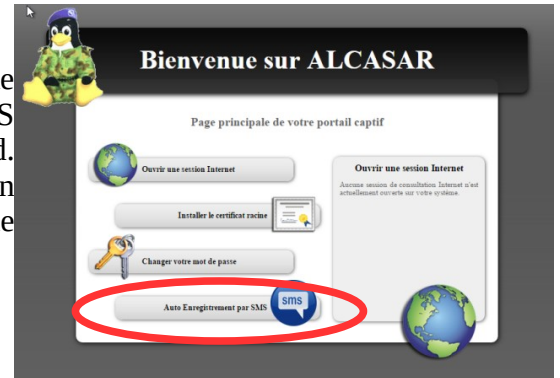 Bienvenue sur ALCASAR
Page principale de votre portail captif
Ouvrir une session Internet
Installer le certificat racine
Changer votre mot de passe
Auto Enregistrement par SMS
sms
Ouvrir une session Internet
Aucune session de consultation Internet n'est
actuellement ouverte sur votre système.